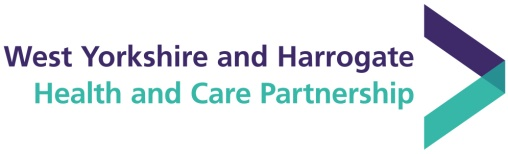 West Yorkshire and Harrogate
Health and Care Partnership